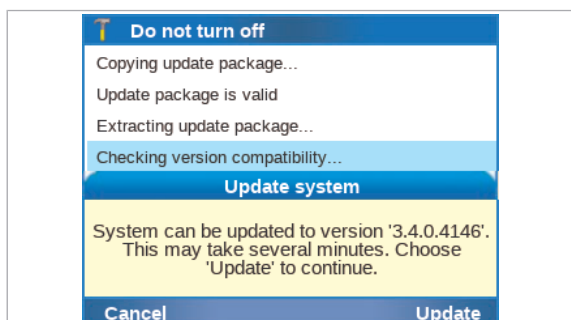 Do not turn off
Copying update package...
Update package is valid
Extracting update package...
Checking version compatibility...
Update system
System can be updated to version '3.4.0.4146'.
This may take several minutes. Choose
'Update' to continue.
Cancel
Update